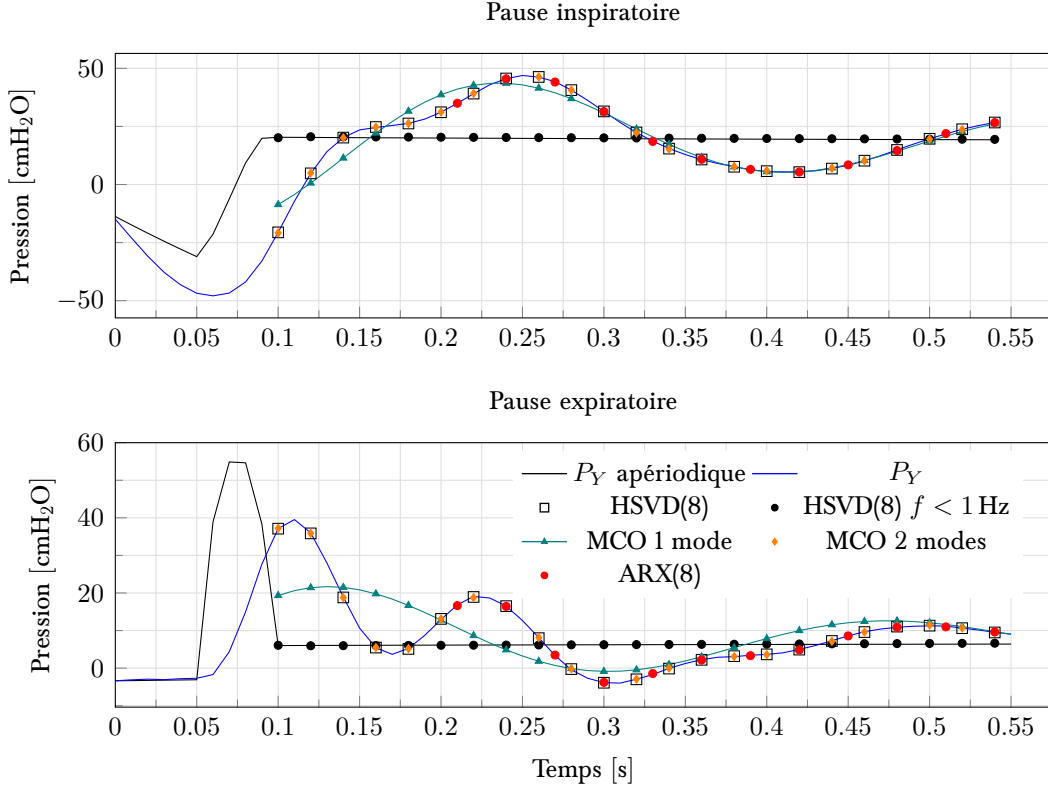 Pause inspiratoire
50
0
−50
Pression [cmH₂O]
0 0.05 0.1 0.15 0.2 0.25 0.3 0.35 0.4 0.45 0.5 0.55
Pause expiratoire
60
40
20
0
Pression [cmH₂O]
P_Y apériodique P_Y
HSVD(8) HSVD(8) f < 1 Hz
MCO 1 mode MCO 2 modes
ARX(8)
0 0.05 0.1 0.15 0.2 0.25 0.3 0.35 0.4 0.45 0.5 0.55
Temps [s]